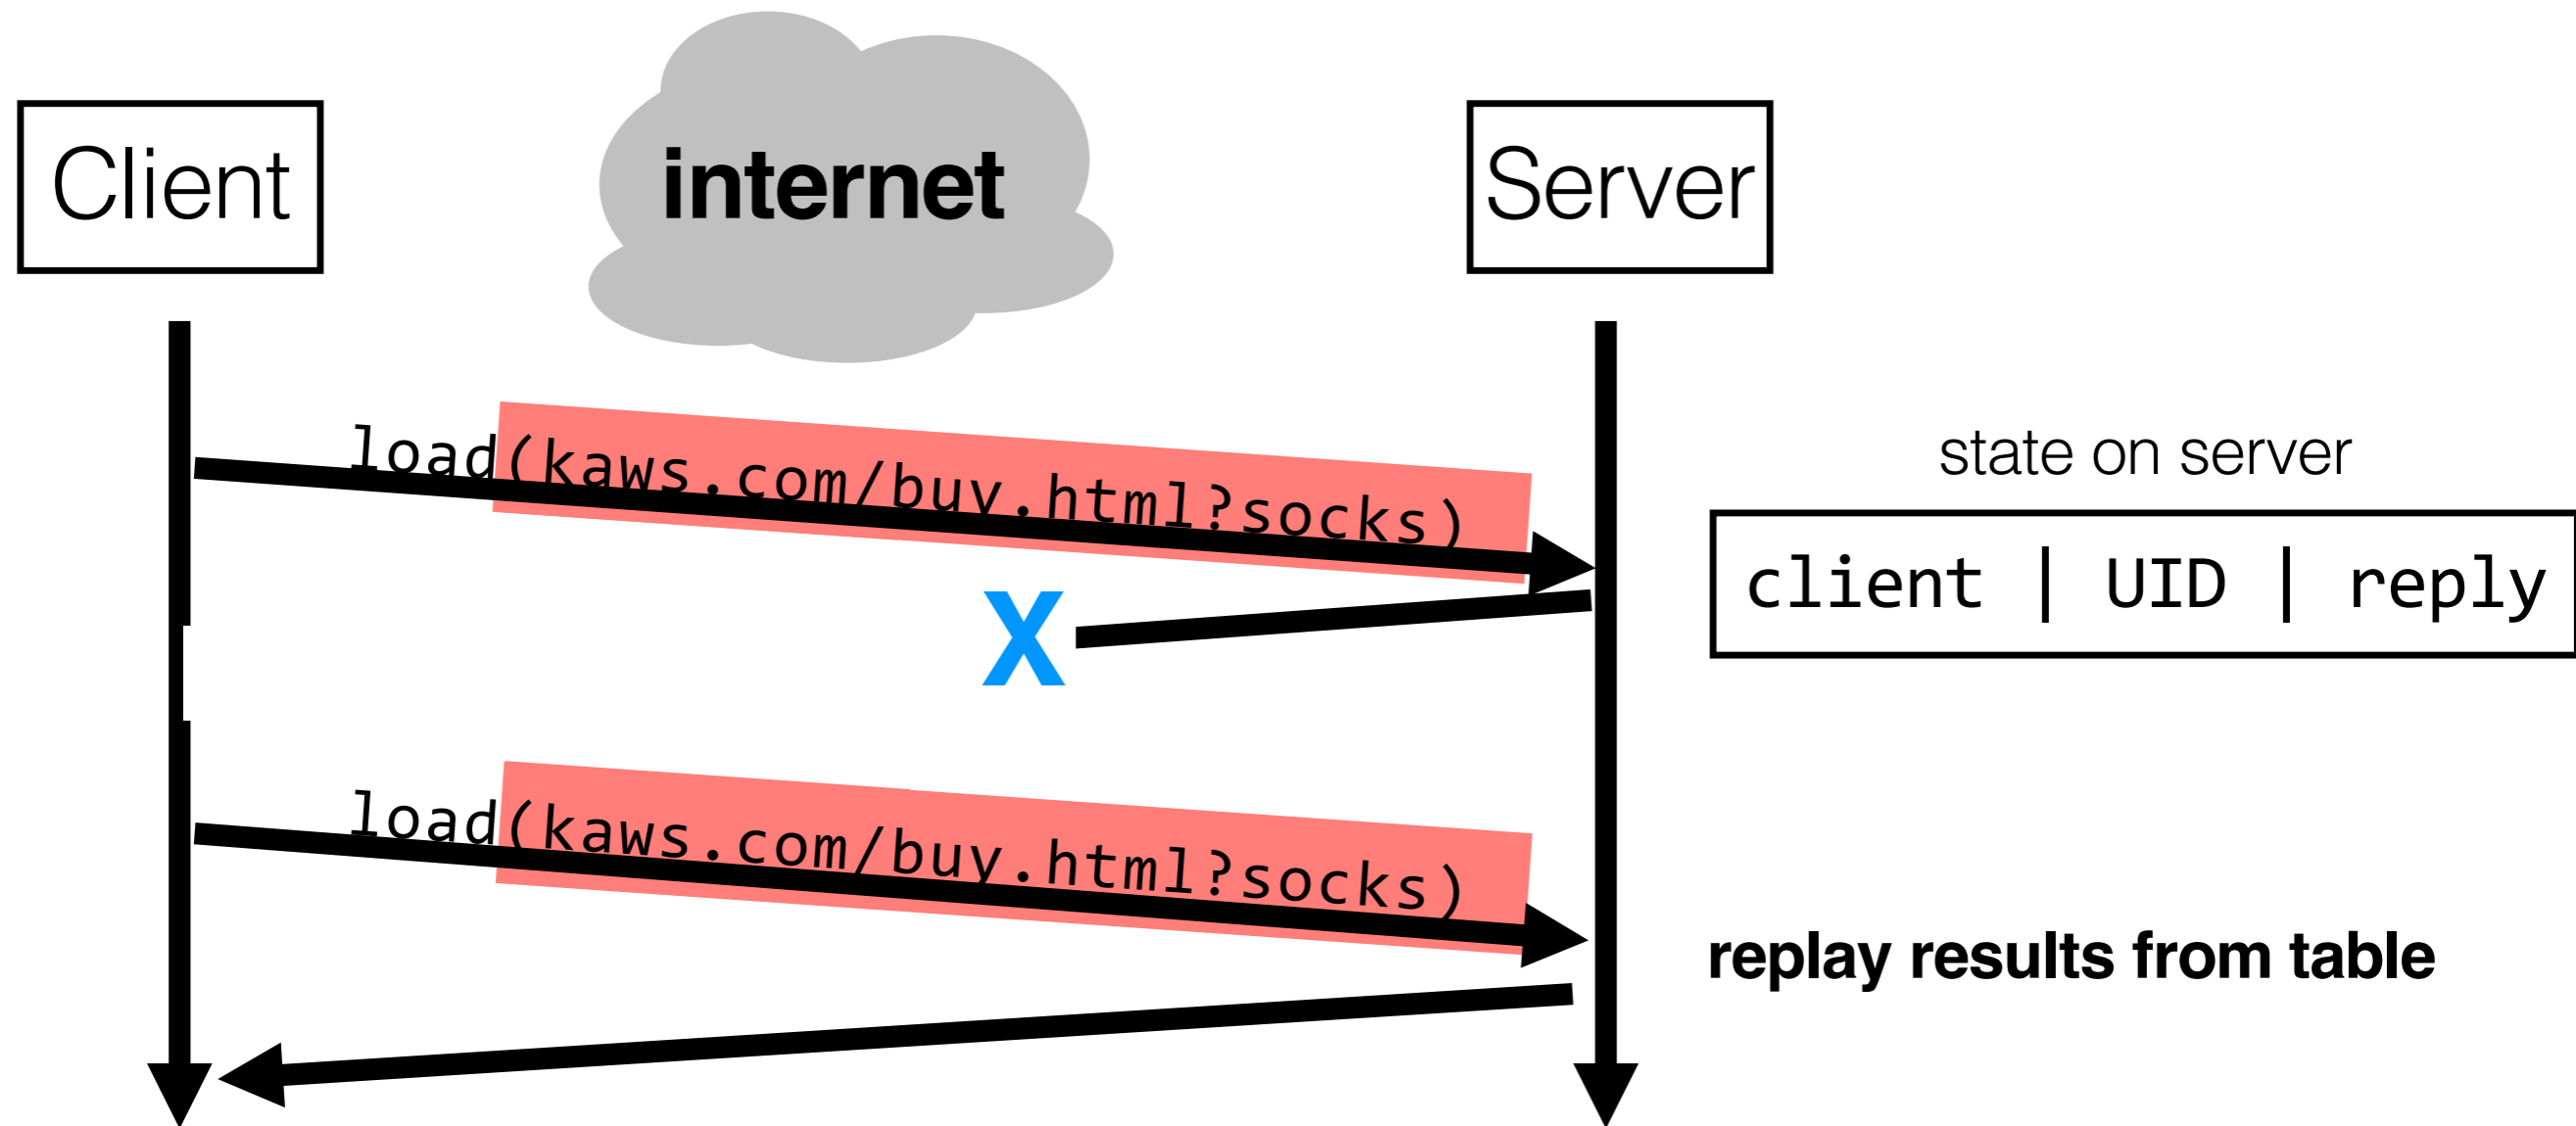 Client
internet
Server
load(kaws.com/buy.html?socks)
state on server
client | UID | reply
X
load(kaws.com/buy.html?socks)
replay results from table